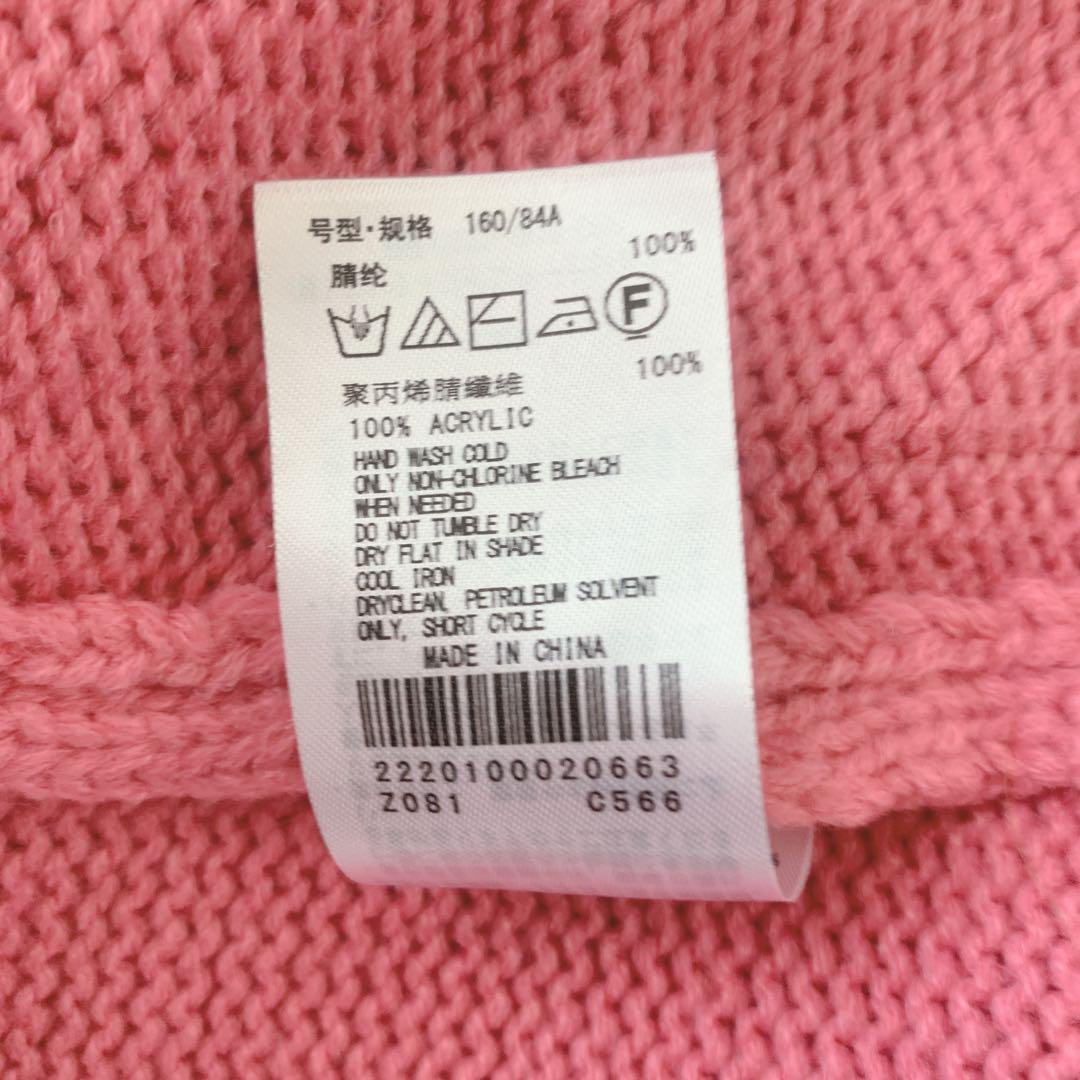 号型·规格 160/84A
腈纶 100%
F
聚丙烯腈纖維 100%
100% ACRYLIC
HAND WASH COLD
ONLY NON-CHLORINE BLEACH
WHEN NEEDED
DO NOT TUMBLE DRY
DRY FLAT IN SHADE
COOL IRON
DRYCLEAN, PETROLEUM SOLVENT
ONLY, SHORT CYCLE
MADE IN CHINA
2220100020663
Z081 C566